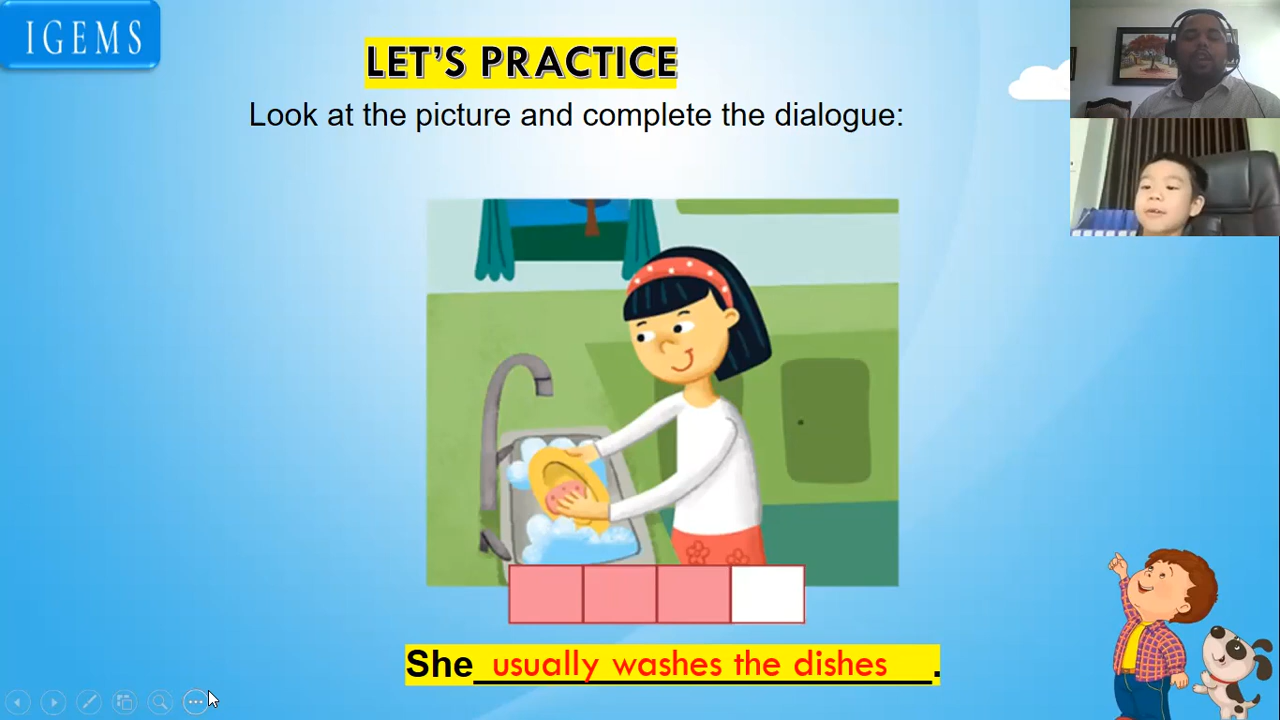 IGEMS
LET'S PRACTICE
Look at the picture and complete the dialogue:
She usually washes the dishes.